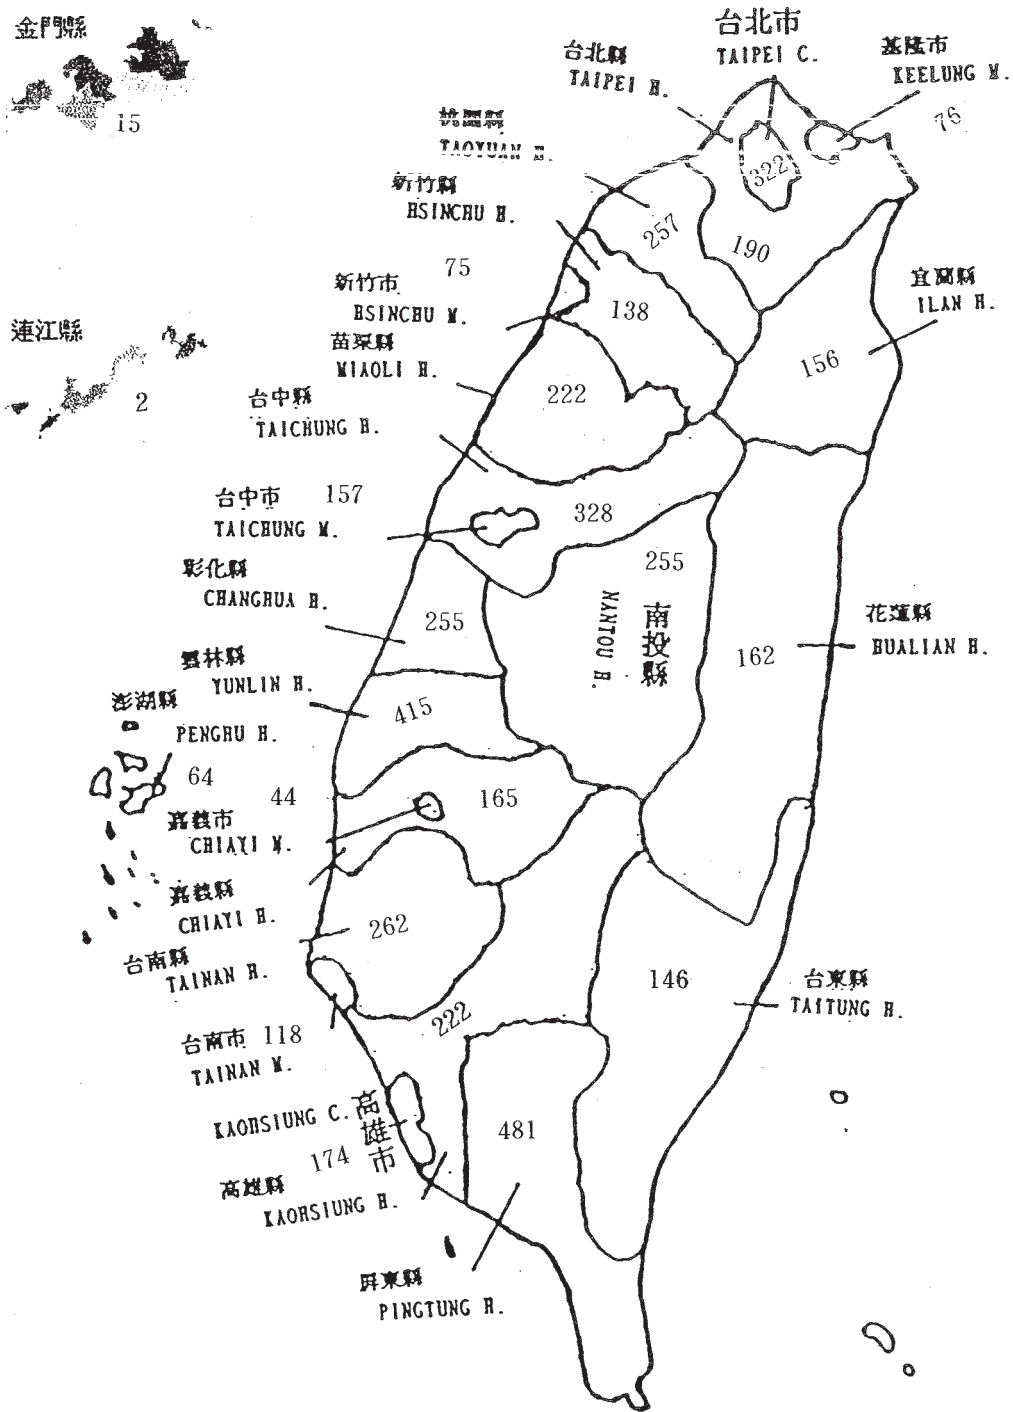 金門縣
15
台北市
TAIPEI C.
台北縣
TAIPEI H.
基隆市
KEELUNG M.
76
桃園縣
TAOYUAN H.
新竹縣
HSINCHU H.
322
257
190
新竹市
75
HSINCHU M.
138
宜蘭縣
ILAN H.
156
連江縣
2
苗栗縣
MIAOLI H.
222
台中縣
TAICHUNG H.
台中市
157
TAICHUNG M.
328
彰化縣
CHANGHUA H.
255
255
南投縣
NANTOU H.
花蓮縣
HUALIAN H.
162
雲林縣
YUNLIN H.
415
澎湖縣
PENGHU H.
64
44
嘉義市
CHIAYI M.
165
嘉義縣
CHIAYI H.
262
台南縣
TAINAN H.
146
台東縣
TAITUNG H.
台南市
118
TAINAN M.
222
KAOHSIUNG C.
高雄市
174
481
高雄縣
KAOHSIUNG H.
屏東縣
PINGTUNG H.